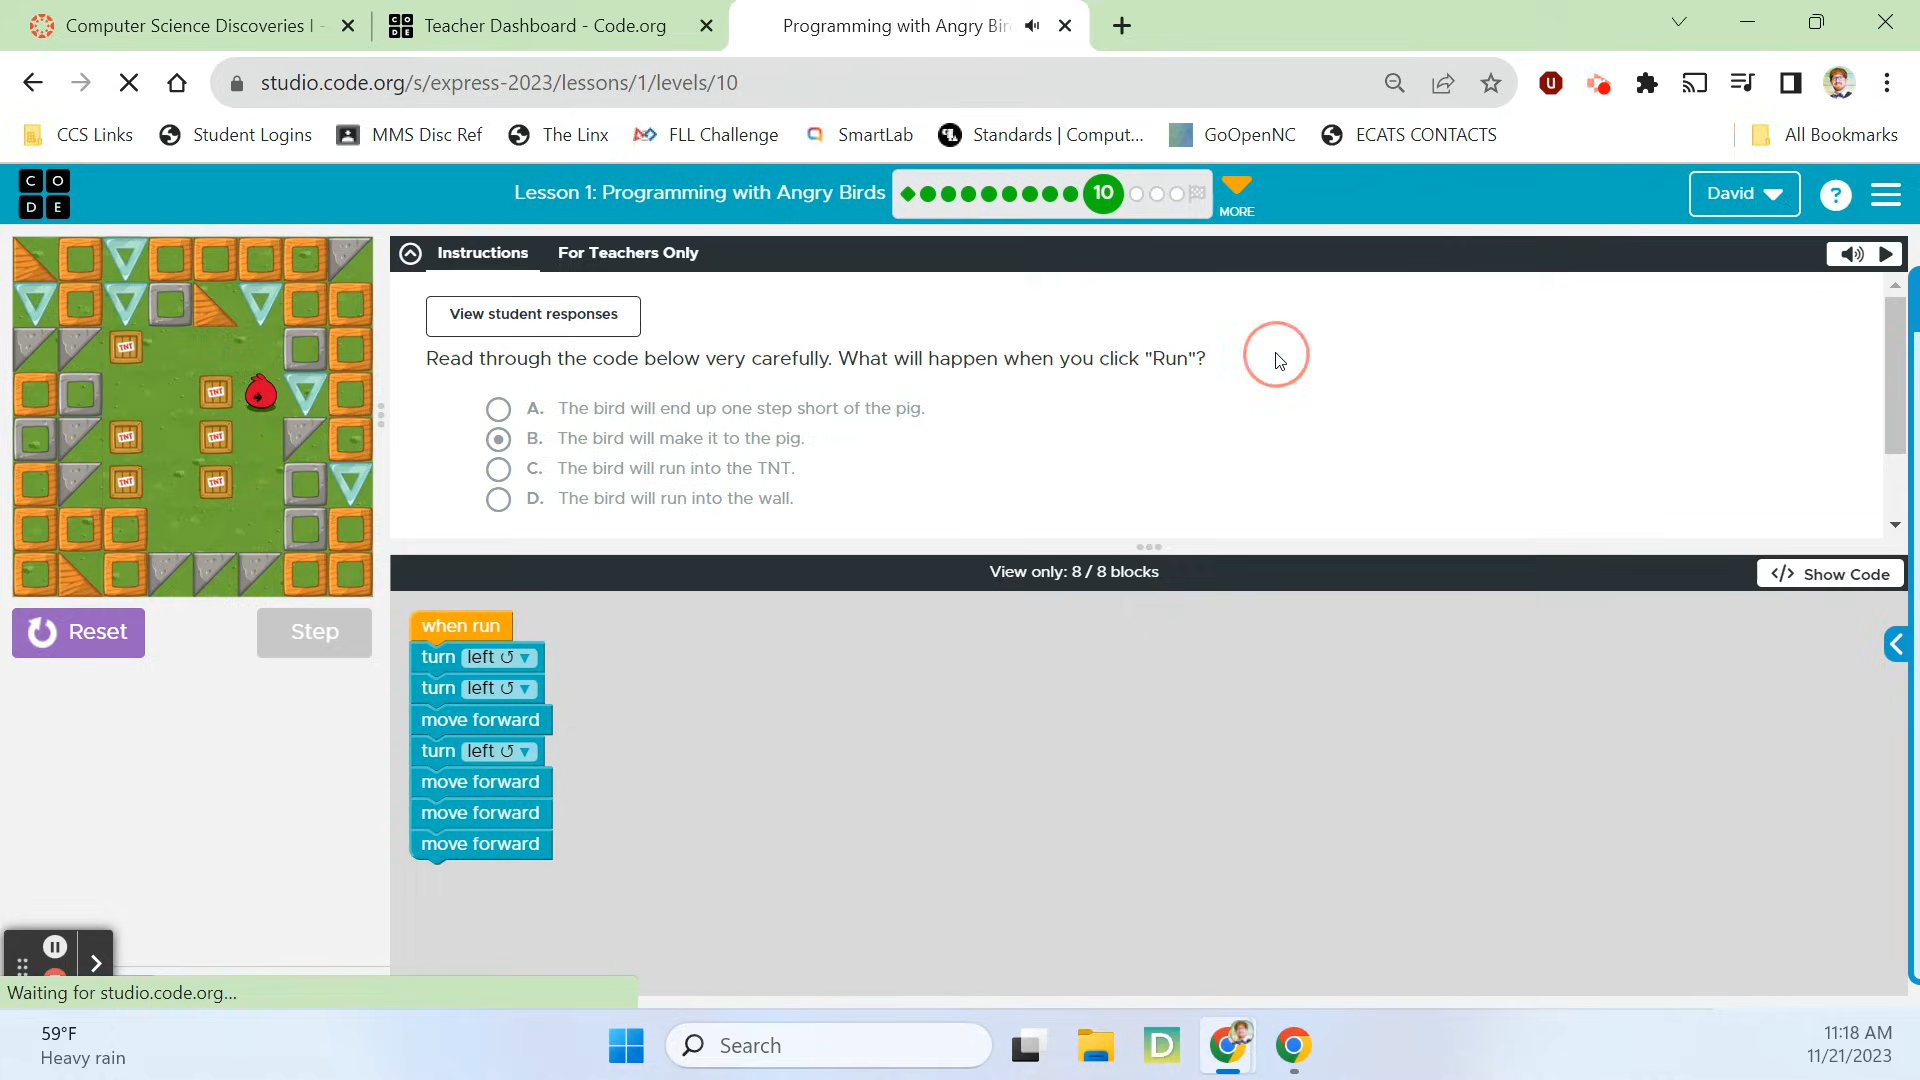 Computer Science Discoveries I -
Teacher Dashboard - Code.org
Programming with Angry Bir
studio.code.org/s/express-2023/lessons/1/levels/10
CCS Links
Student Logins
MMS Disc Ref
The Linx
FLL Challenge
SmartLab
Standards | Comput...
GoOpenNC
ECATS CONTACTS
All Bookmarks
C O
D E
Lesson 1: Programming with Angry Birds
10
MORE
David
?
Instructions
For Teachers Only
View student responses
Read through the code below very carefully. What will happen when you click "Run"?
A. The bird will end up one step short of the pig.
B. The bird will make it to the pig.
C. The bird will run into the TNT.
D. The bird will run into the wall.
TNT
TNT
TNT
TNT
TNT
TNT
View only: 8 / 8 blocks
</> Show Code
Reset
Step
when run
turn left ↺ ▾
turn left ↺ ▾
move forward
turn left ↺ ▾
move forward
move forward
move forward
Waiting for studio.code.org...
59°F
Heavy rain
Search
D
11:18 AM
11/21/2023